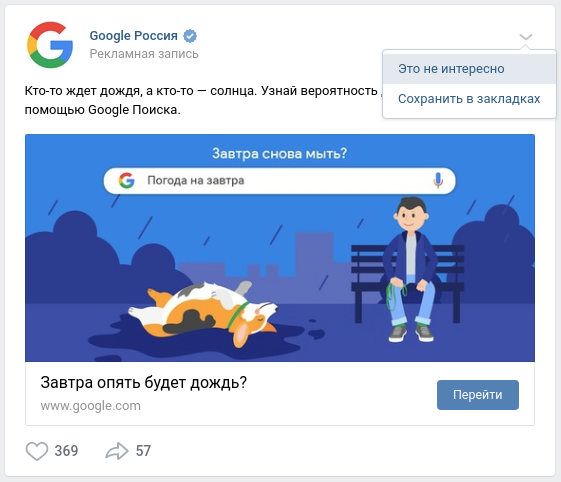 Google Россия
Рекламная запись
Это не интересно
Сохранить в закладках
Кто-то ждет дождя, а кто-то — солнца. Узнай вероятность
помощью Google Поиска.
Завтра снова мыть?
Погода на завтра
Завтра опять будет дождь?
www.google.com
Перейти
369
57